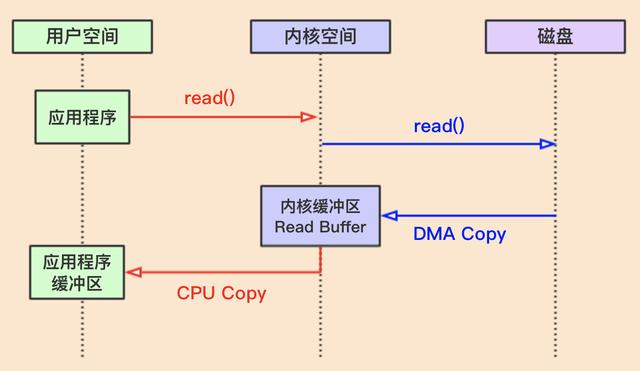 用户空间
内核空间
磁盘
应用程序
read()
read()
内核缓冲区
Read Buffer
DMA Copy
应用程序
缓冲区
CPU Copy